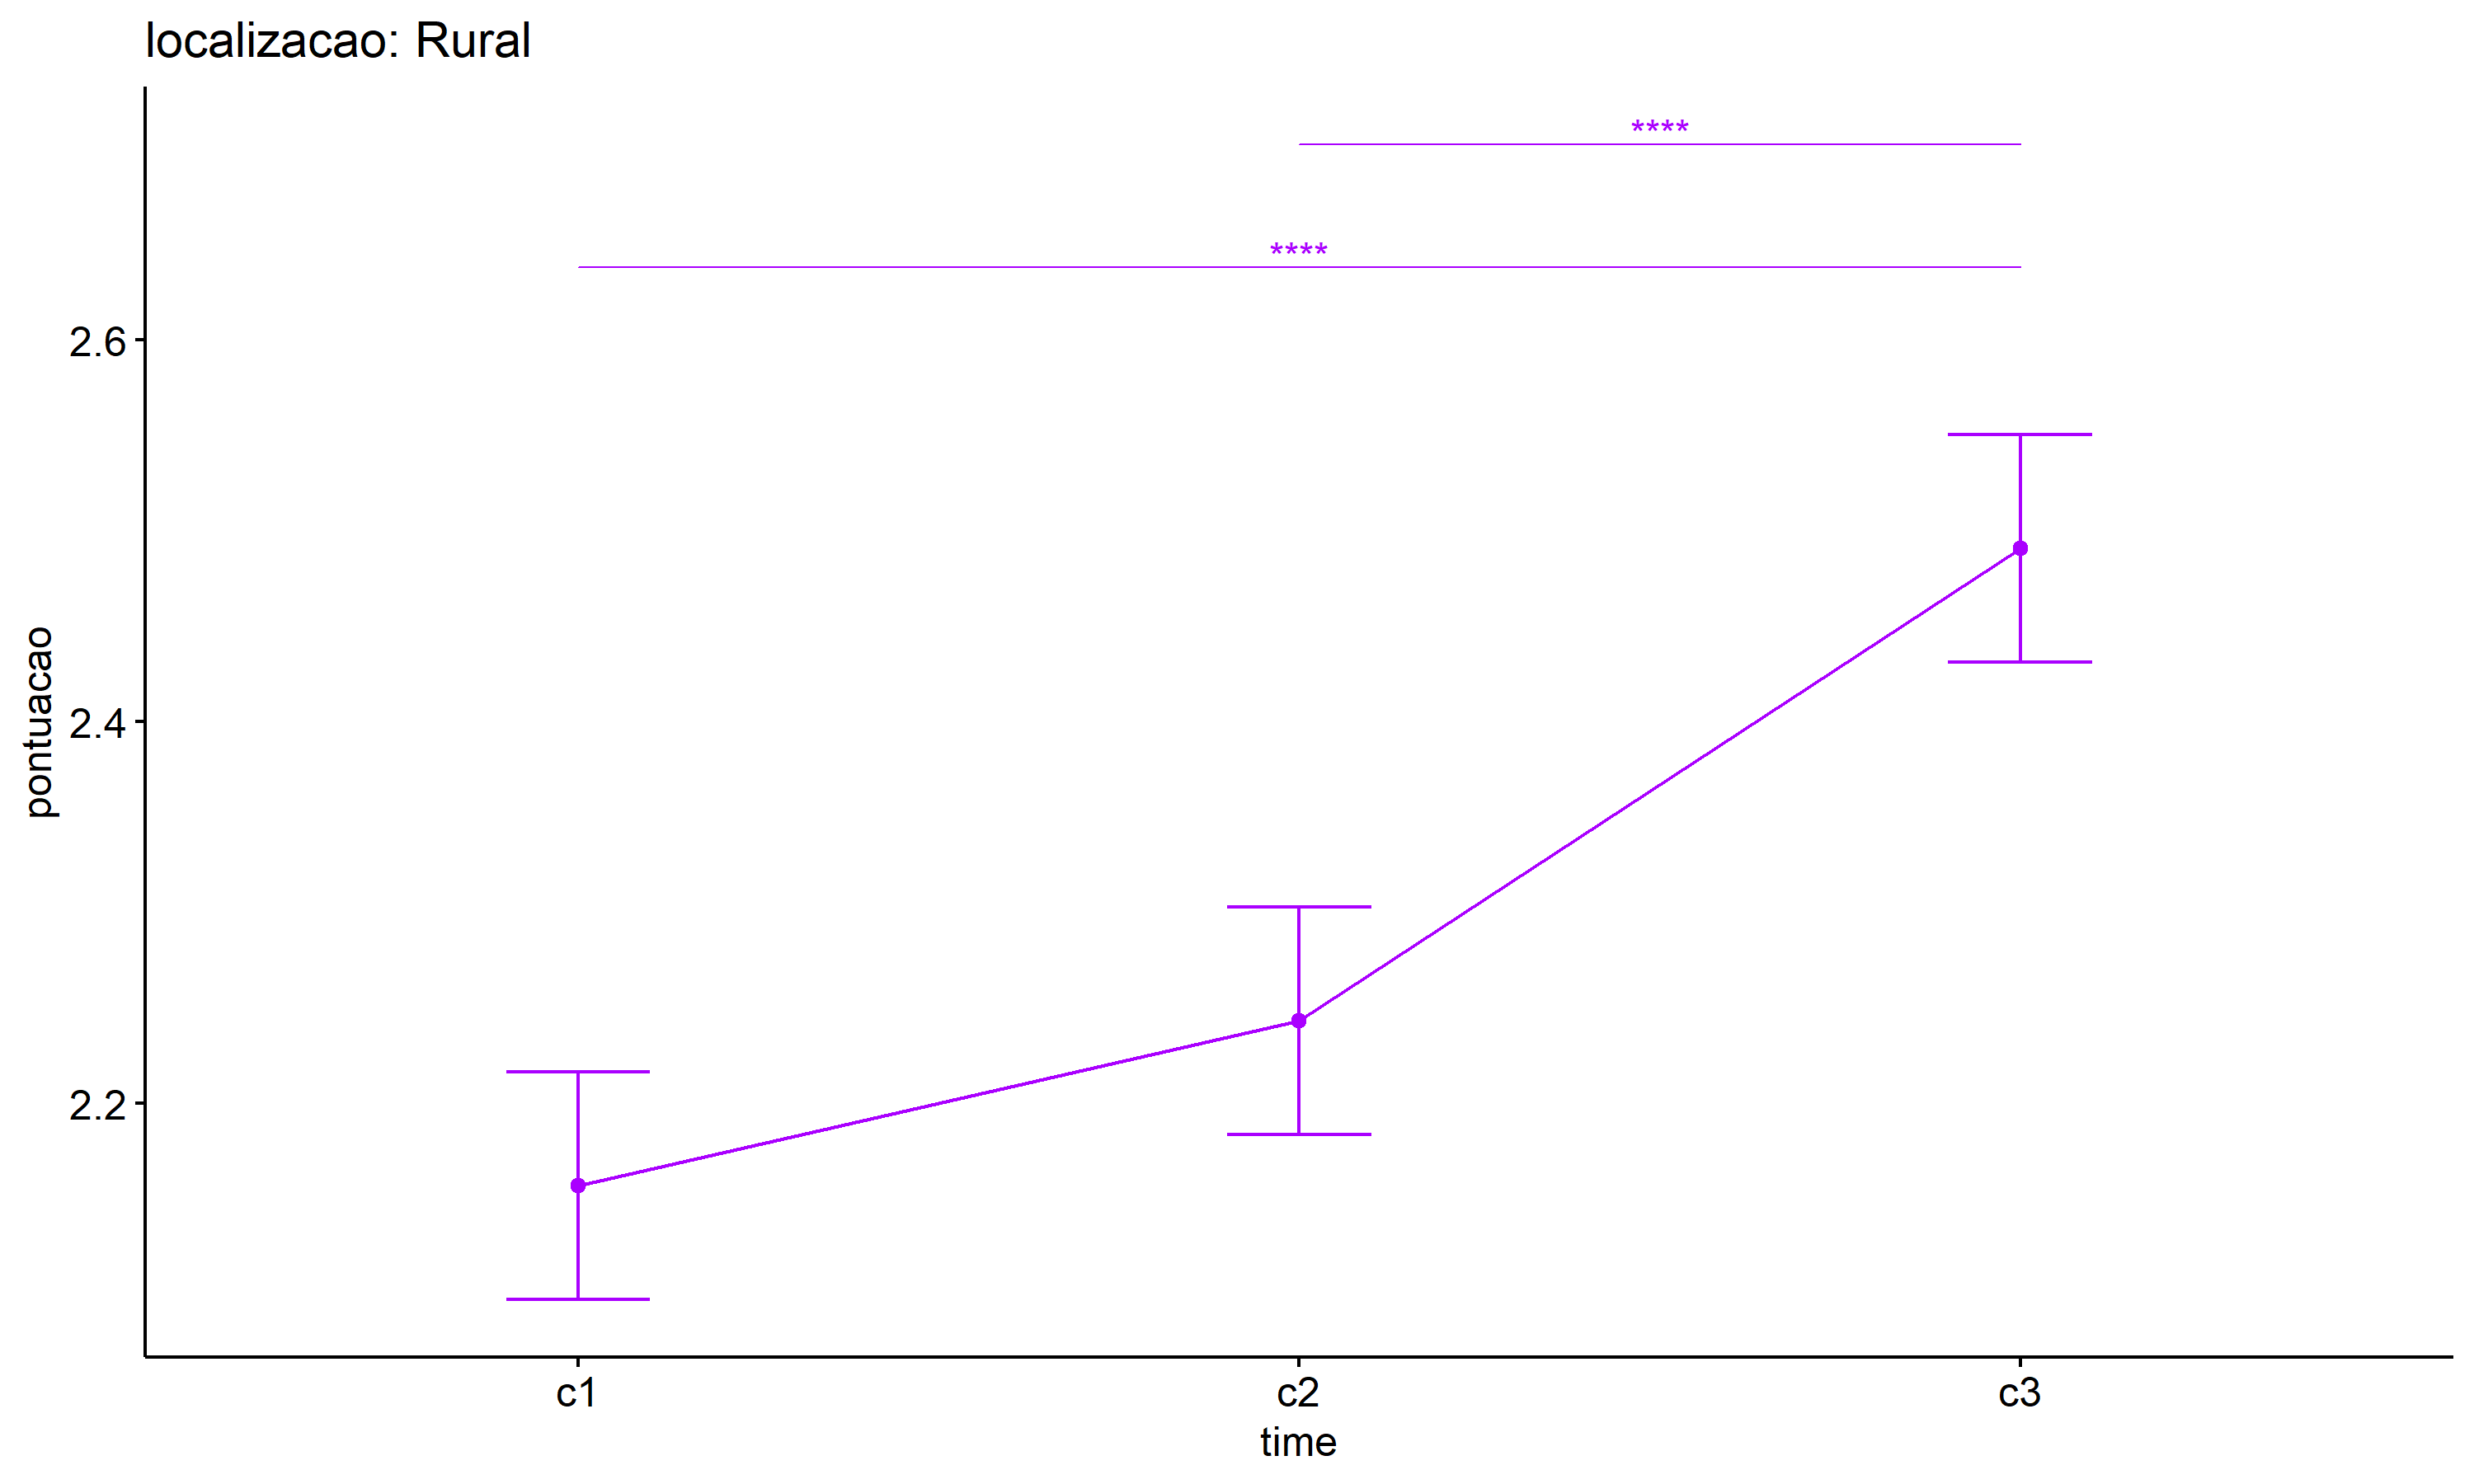 localizacao: Rural
****
****
2.6
2.4
2.2
pontuacao
c1 c2 c3
time